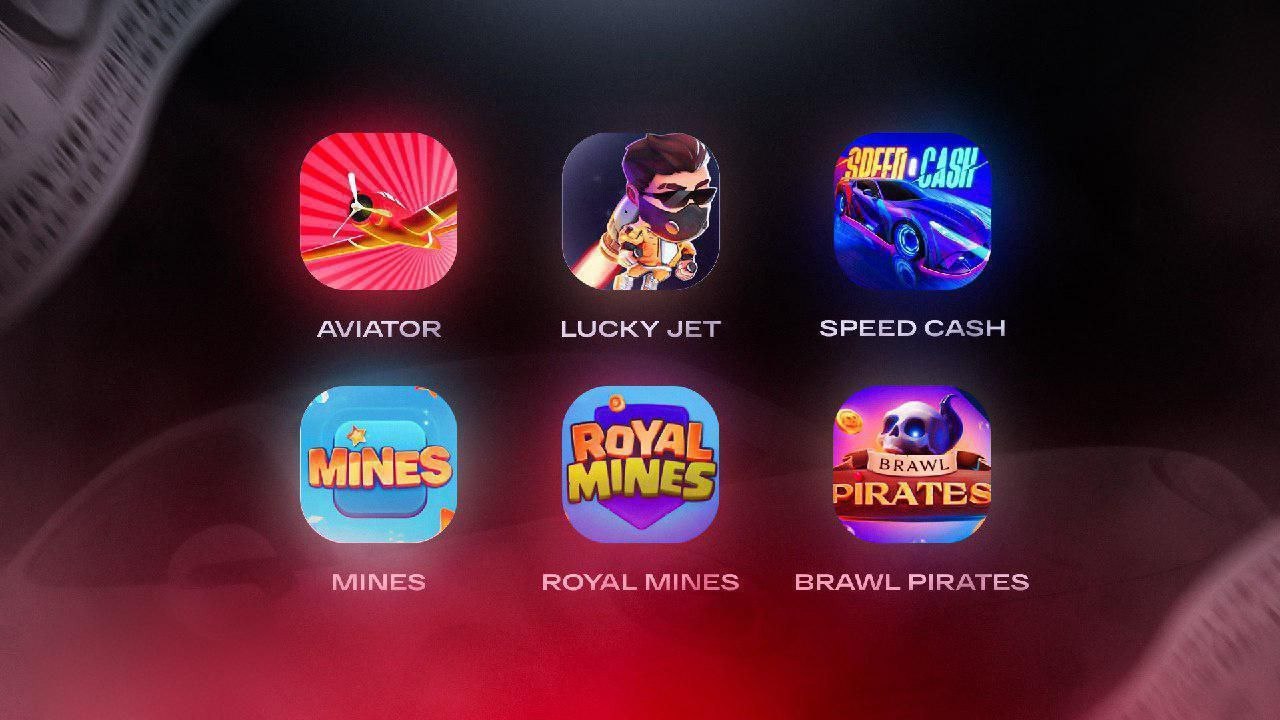 SPEED CASH
AVIATOR
LUCKY JET
SPEED CASH
MINES
ROYAL
MINES
BRAWL
PIRATES
MINES
ROYAL MINES
BRAWL PIRATES